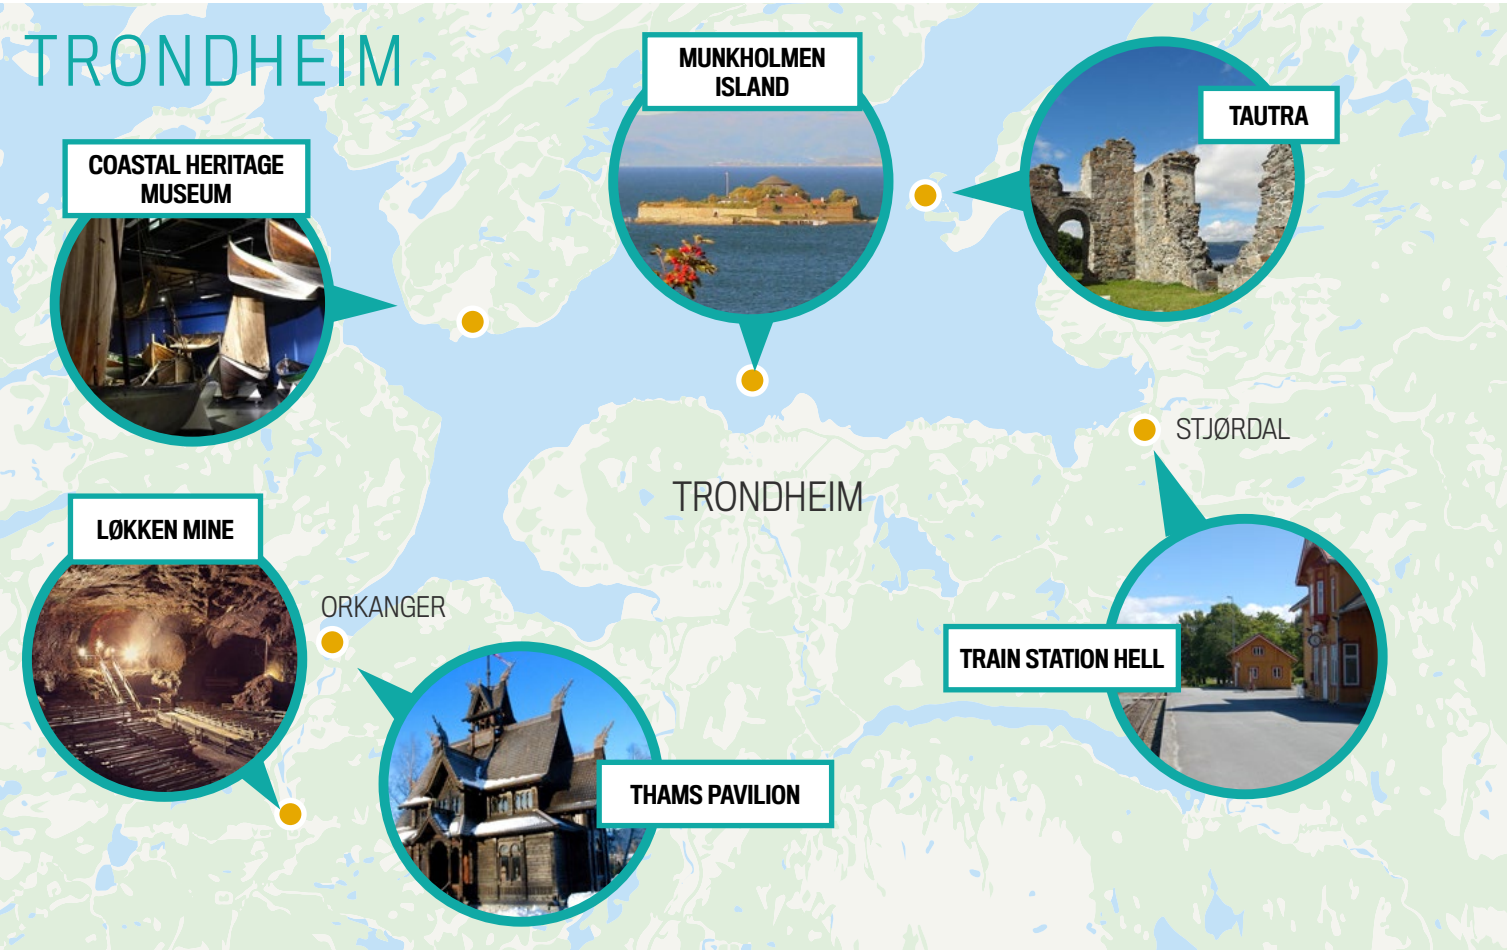 TRONDHEIM
MUNKHOLMEN
ISLAND
TAUTRA
COASTAL HERITAGE
MUSEUM
STJØRDAL
TRONDHEIM
LØKKEN MINE
ORKANGER
TRAIN STATION HELL
THAMS PAVILION